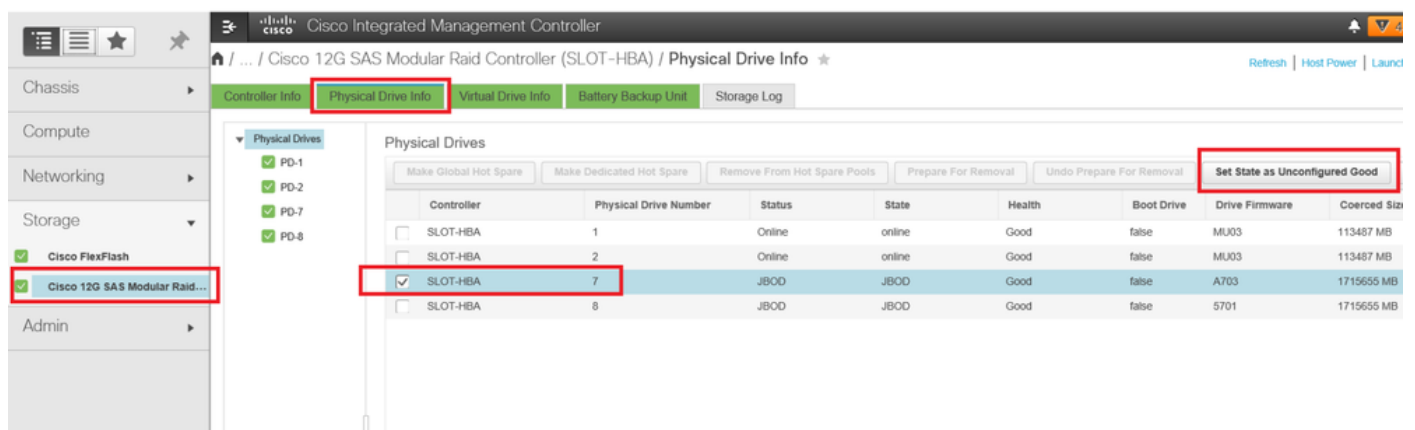 cisco Cisco Integrated Management Controller
/ ... / Cisco 12G SAS Modular Raid Controller (SLOT-HBA) / Physical Drive Info
Refresh | Host Power | Launch
Chassis
Compute
Networking
Storage
Cisco FlexFlash
Cisco 12G SAS Modular Raid...
Admin
Controller Info Physical Drive Info Virtual Drive Info Battery Backup Unit Storage Log
Physical Drives
PD-1
PD-2
PD-7
PD-8
Physical Drives
Make Global Hot Spare Make Dedicated Hot Spare Remove From Hot Spare Pools Prepare For Removal Undo Prepare For Removal Set State as Unconfigured Good
Controller Physical Drive Number Status State Health Boot Drive Drive Firmware Coerced Size
SLOT-HBA 1 Online online Good false MU03 113487 MB
SLOT-HBA 2 Online online Good false MU03 113487 MB
SLOT-HBA 7 JBOD JBOD Good false A703 1715655 MB
SLOT-HBA 8 JBOD JBOD Good false 5701 1715655 MB